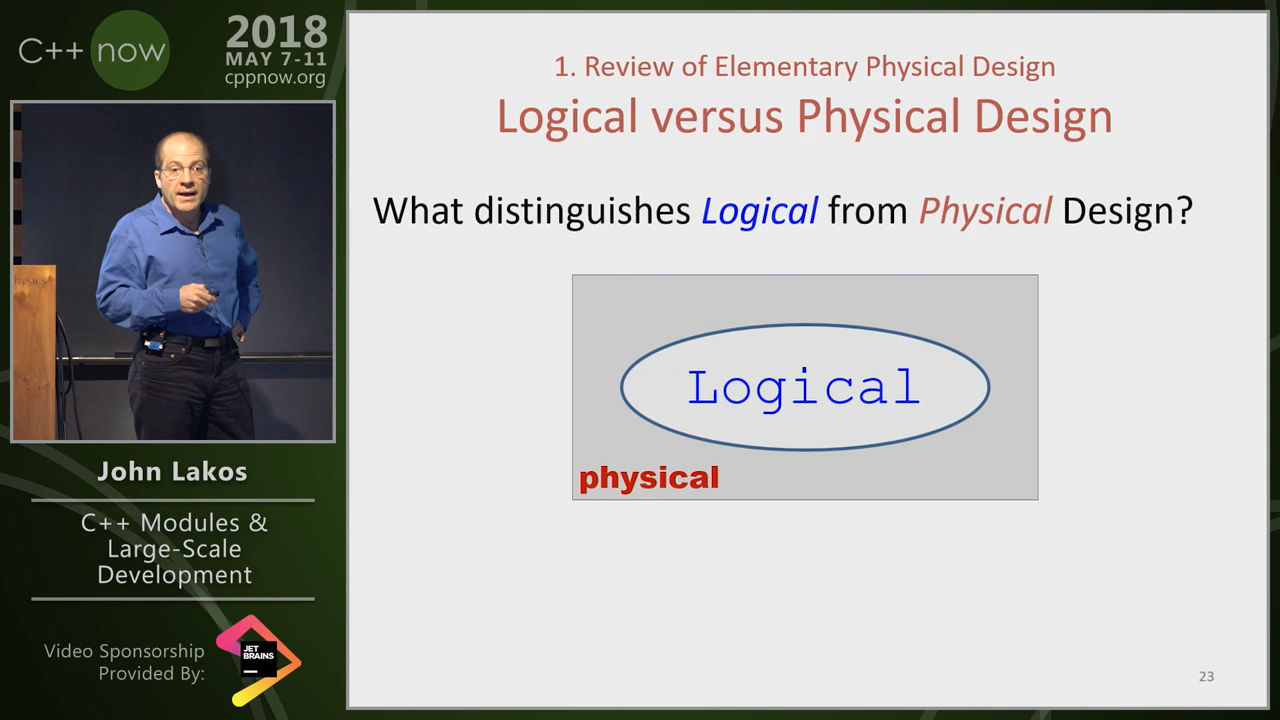 C++ now
2018
MAY 7-11
cppnow.org
John Lakos
C++ Modules &
Large-Scale
Development
Video Sponsorship
Provided By:
JET
BRAINS
1. Review of Elementary Physical Design
Logical versus Physical Design
What distinguishes Logical from Physical Design?
Logical
physical
23